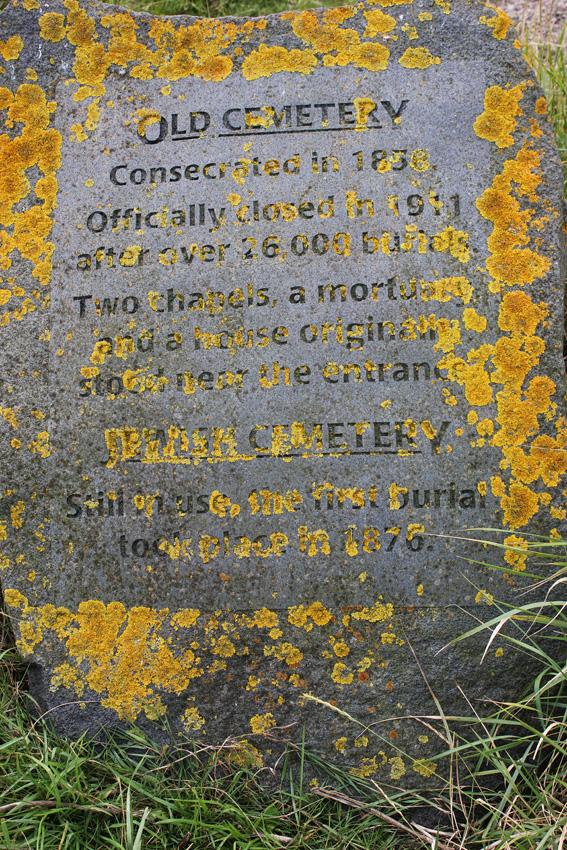 OLD CEMETERY
Consecrated in 1856.
Officially closed in 1911
after over 26,000 burials.
Two chapels, a mortuary
and a house originally
stood near the entrance.
JEWISH CEMETERY
Still in use, the first burial
took place in 1876.